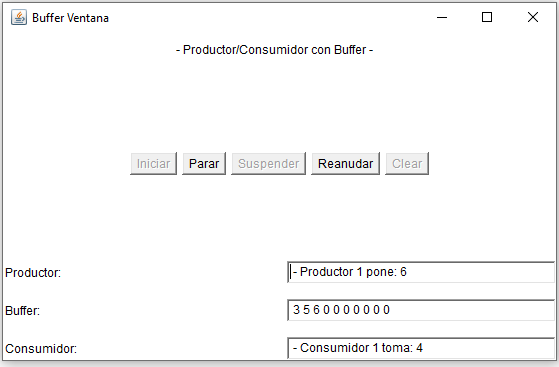 Buffer Ventana
- Productor/Consumidor con Buffer -
Iniciar Parar Suspender Reanudar Clear
Productor: - Productor 1 pone: 6
Buffer: 3 5 6 0 0 0 0 0 0 0
Consumidor: - Consumidor 1 toma: 4